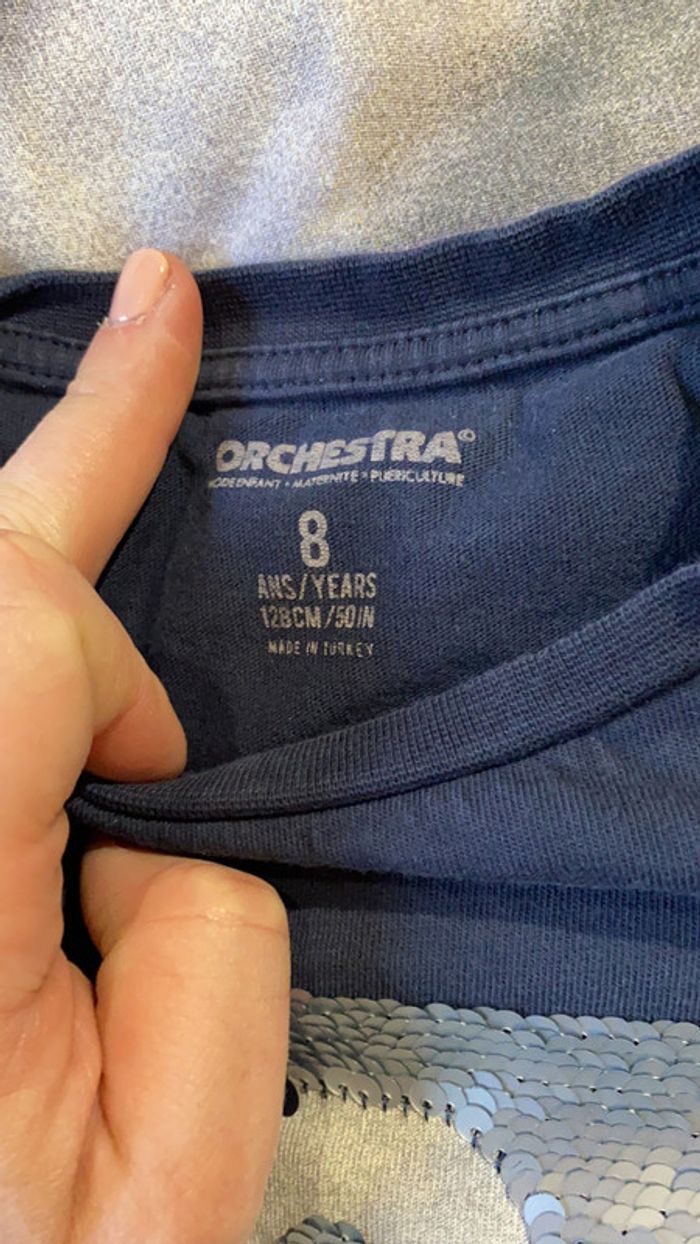 ORCHESTRA©
MODE ENFANT • MATERNITE • PUERICULTURE
8
ANS/YEARS
128CM/50IN
MADE IN TURKEY